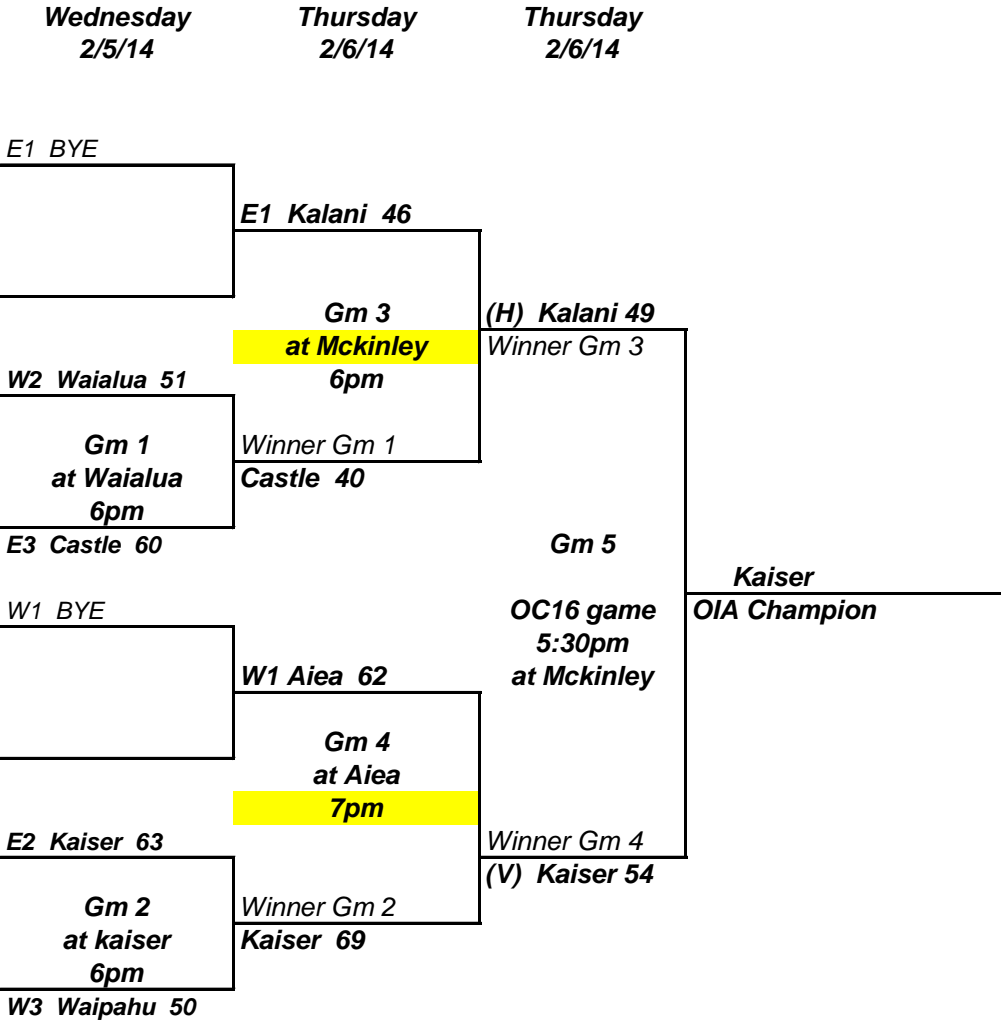 Wednesday Thursday Thursday
2/5/14 2/6/14 2/6/14
E1 BYE
E1 Kalani 46
Gm 3 (H) Kalani 49
at Mckinley Winner Gm 3
W2 Waialua 51 6pm
Gm 1 Winner Gm 1
at Waialua Castle 40
6pm
E3 Castle 60 Gm 5
Kaiser
W1 BYE OC16 game OIA Champion
5:30pm
W1 Aiea 62 at Mckinley
Gm 4
at Aiea
7pm
E2 Kaiser 63 Winner Gm 4
(V) Kaiser 54
Gm 2 Winner Gm 2
at kaiser Kaiser 69
6pm
W3 Waipahu 50